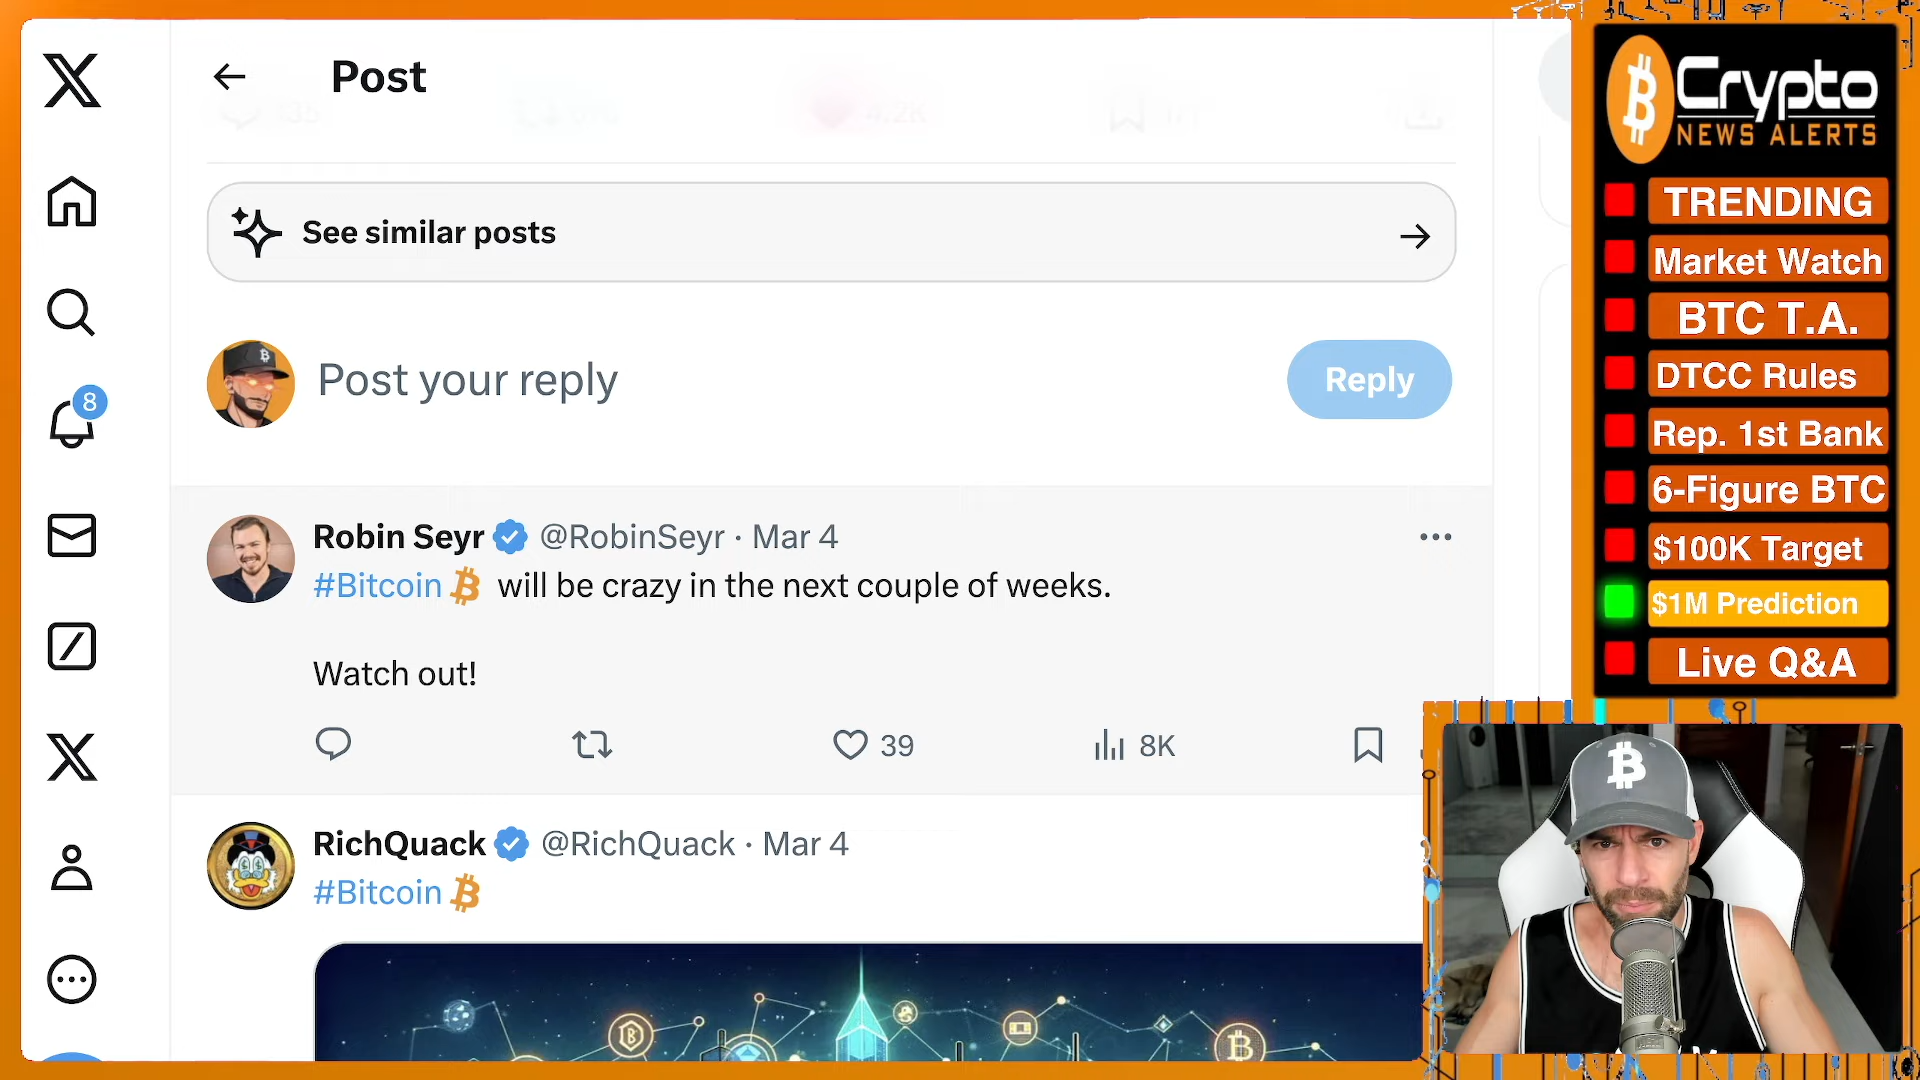 Post
See similar posts
Post your reply
Reply
8
Robin Seyr @RobinSeyr · Mar 4
#Bitcoin will be crazy in the next couple of weeks.
Watch out!
39
8K
RichQuack @RichQuack · Mar 4
#Bitcoin
Crypto
NEWS ALERTS
TRENDING
Market Watch
BTC T.A.
DTCC Rules
Rep. 1st Bank
6-Figure BTC
$100K Target
$1M Prediction
Live Q&A